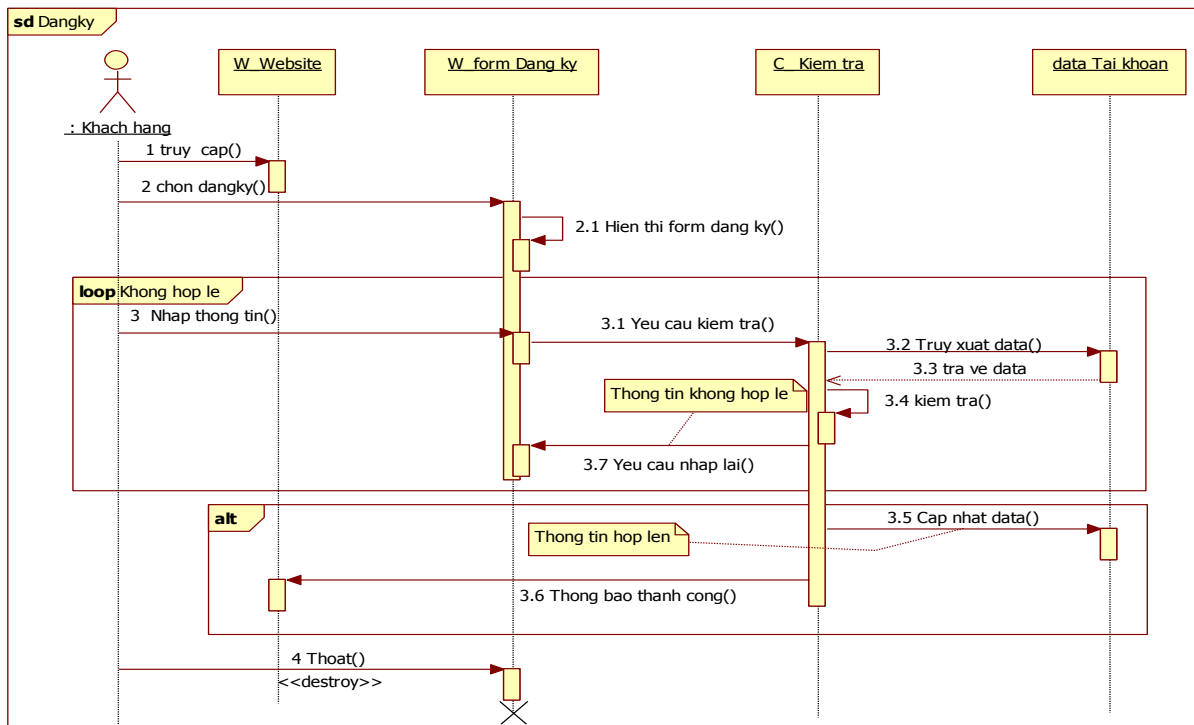 sd Dangky
W_Website
W_form Dang ky
C_ Kiem tra
data Tai khoan
: Khach hang
1 truy cap()
2 chon dangky()
2.1 Hien thi form dang ky()
loop Khong hop le
3 Nhap thong tin()
3.1 Yeu cau kiem tra()
3.2 Truy xuat data()
3.3 tra ve data
Thong tin khong hop le
3.4 kiem tra()
3.7 Yeu cau nhap lai()
alt
3.5 Cap nhat data()
Thong tin hop len
3.6 Thong bao thanh cong()
4 Thoat()
<<destroy>>